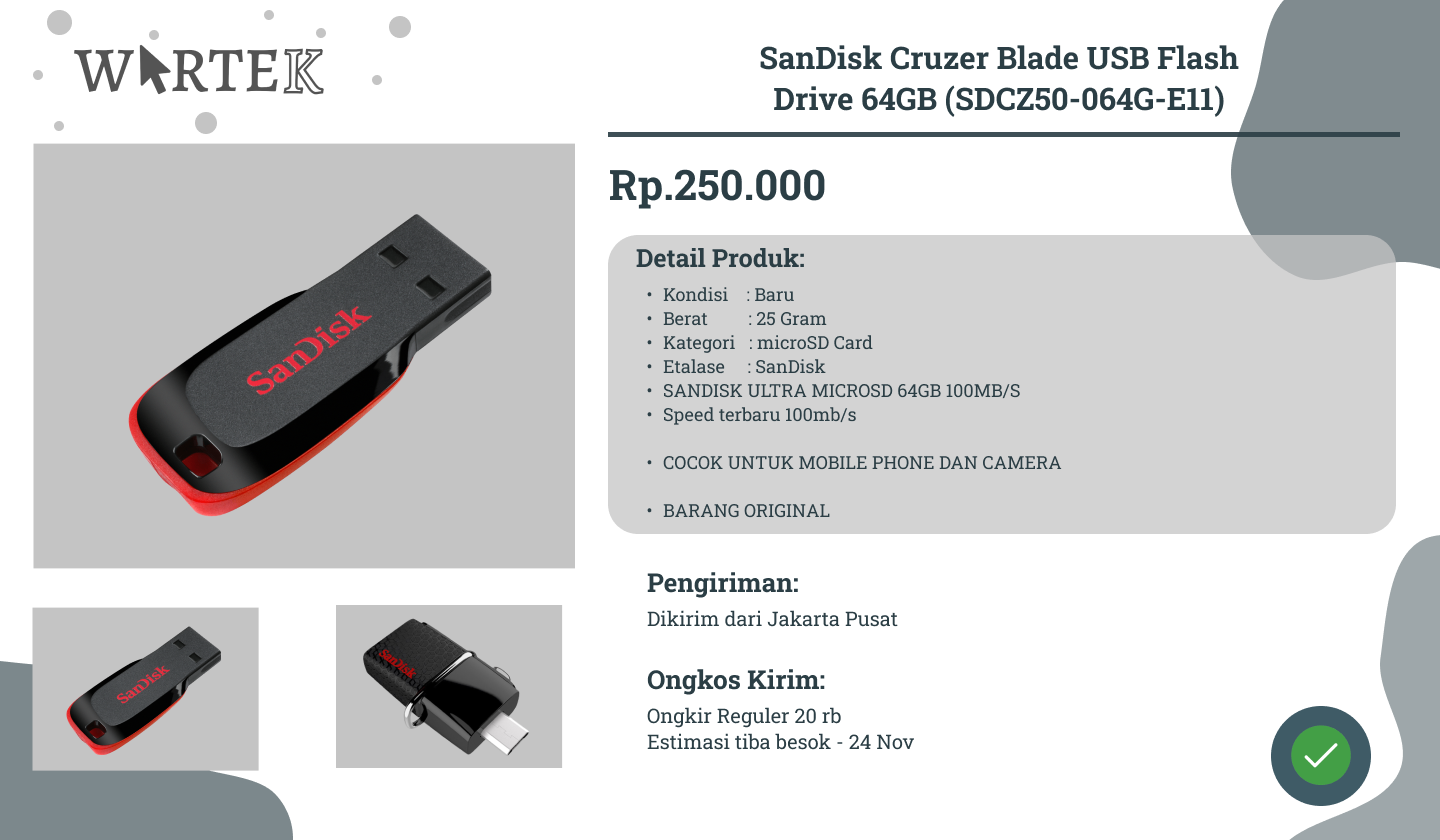 WARTEK
SanDisk Cruzer Blade USB Flash
Drive 64GB (SDCZ50-064G-E11)
Rp.250.000
SanDisk
Detail Produk:
• Kondisi : Baru
• Berat : 25 Gram
• Kategori : microSD Card
• Etalase : SanDisk
• SANDISK ULTRA MICROSD 64GB 100MB/S
• Speed terbaru 100mb/s
• COCOK UNTUK MOBILE PHONE DAN CAMERA
• BARANG ORIGINAL
SanDisk
SanDisk
Pengiriman:
Dikirim dari Jakarta Pusat
Ongkos Kirim:
Ongkir Reguler 20 rb
Estimasi tiba besok - 24 Nov